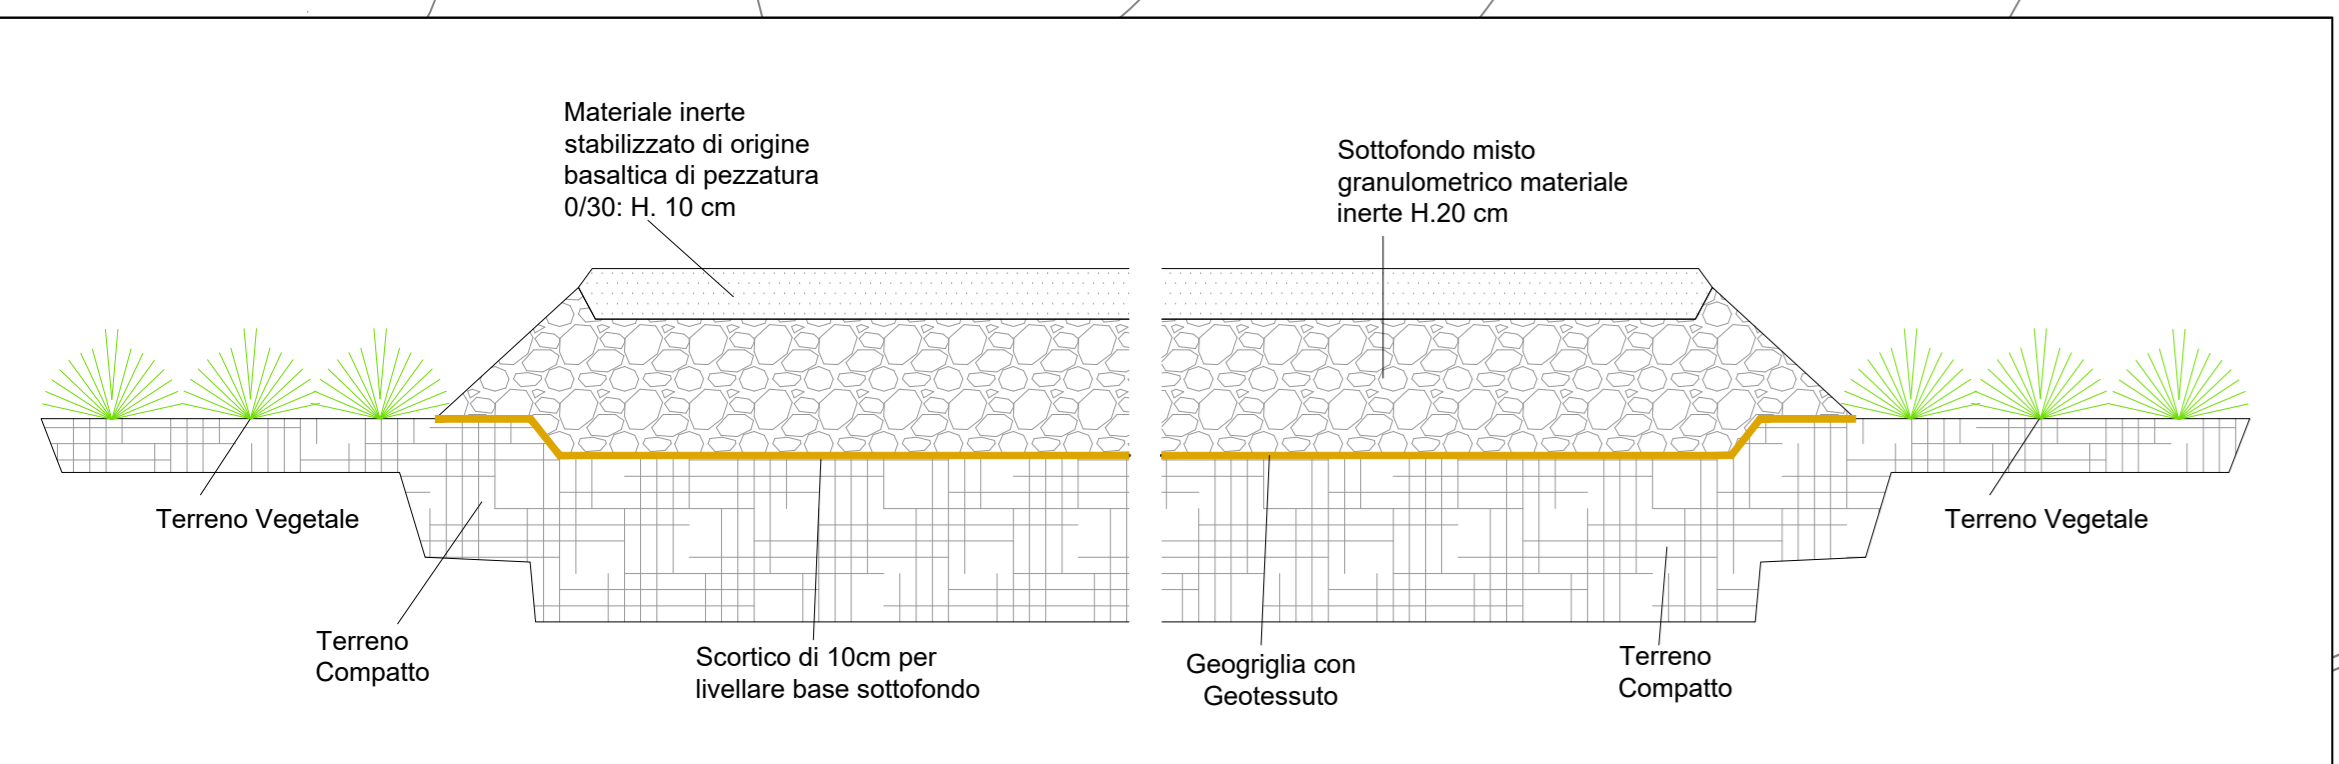 Materiale inerte
stabilizzato di origine
basaltica di pezzatura
0/30: H. 10 cm
Sottofondo misto
granulometrico materiale
inerte H.20 cm
Terreno Vegetale
Terreno Vegetale
Terreno
Compatto
Scortico di 10cm per
livellare base sottofondo
Geogriglia con
Geotessuto
Terreno
Compatto